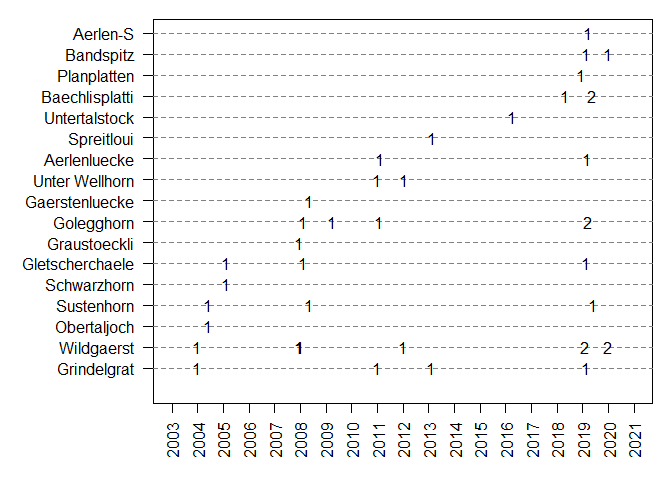 Aerlen-S 1
Bandspitz 1 1
Planplatten 1
Baechlisplatti 1 2
Untertalstock 1
Spreitloui 1
Aerlenluecke 1 1
Unter Wellhorn 1 1
Gaerstenluecke 1
Golegghorn 1 1 1 2
Graustoeckli 1
Gletscherchaele 1 1 1
Schwarzhorn 1
Sustenhorn 1 1 1
Obertaljoch 1
Wildgaerst 1 1 1 2 2
Grindelgrat 1 1 1 1
2003 2004 2005 2006 2007 2008 2009 2010 2011 2012 2013 2014 2015 2016 2017 2018 2019 2020 2021